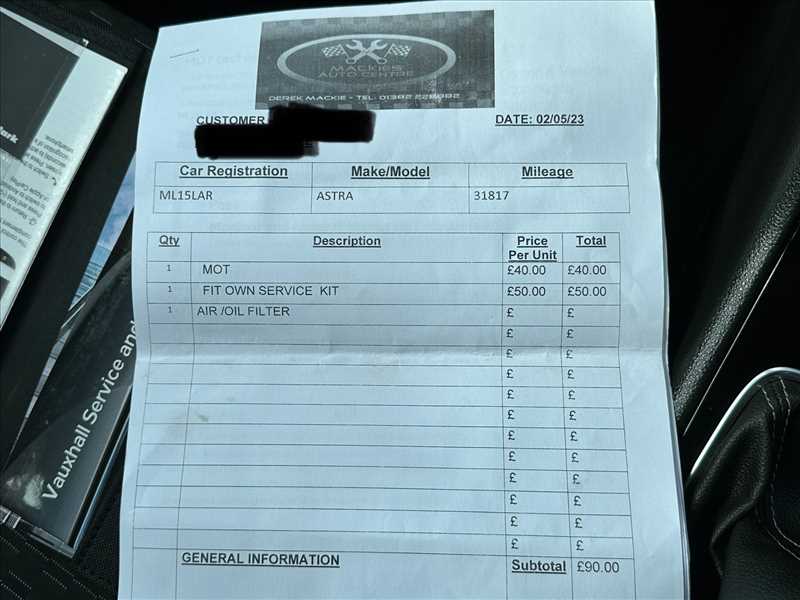 MACKIES
AUTO CENTRE
DEREK MACKIE - TEL: 01382 228882
CUSTOMER
DATE: 02/05/23
Car Registration Make/Model Mileage
ML15LAR ASTRA 31817
Qty Description Price Per Unit Total
1 MOT £40.00 £40.00
1 FIT OWN SERVICE KIT £50.00 £50.00
1 AIR /OIL FILTER £ £
£ £
£ £
£ £
£ £
£ £
£ £
£ £
£ £
£ £
£ £
£ £
GENERAL INFORMATION Subtotal £90.00
Vauxhall Service and